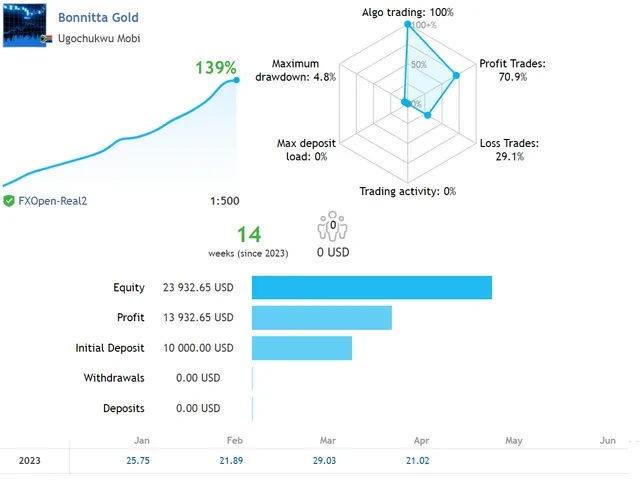 Bonnitta Gold
Ugochukwu Mobi
139%
FXOpen-Real2
1:500
Algo trading: 100%
100+%
Maximum drawdown: 4.8%
50%
Profit Trades: 70.9%
0%
Max deposit load: 0%
Loss Trades: 29.1%
Trading activity: 0%
14
weeks (since 2023)
0
0 USD
Equity 23 932.65 USD
Profit 13 932.65 USD
Initial Deposit 10 000.00 USD
Withdrawals 0.00 USD
Deposits 0.00 USD
Jan Feb Mar Apr May Jun
2023 25.75 21.89 29.03 21.02